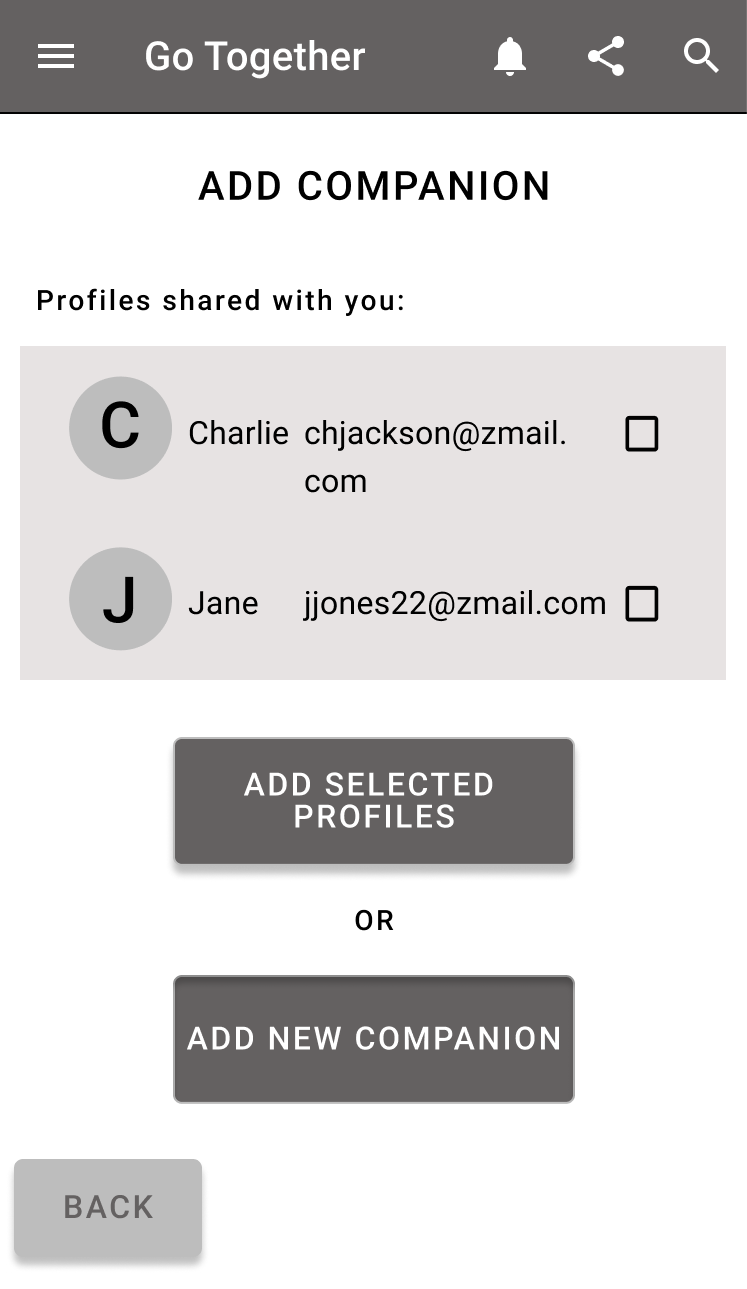 Go Together
ADD COMPANION
Profiles shared with you:
C Charlie chjackson@zmail.
com
J Jane jjones22@zmail.com
ADD SELECTED
PROFILES
OR
ADD NEW COMPANION
BACK